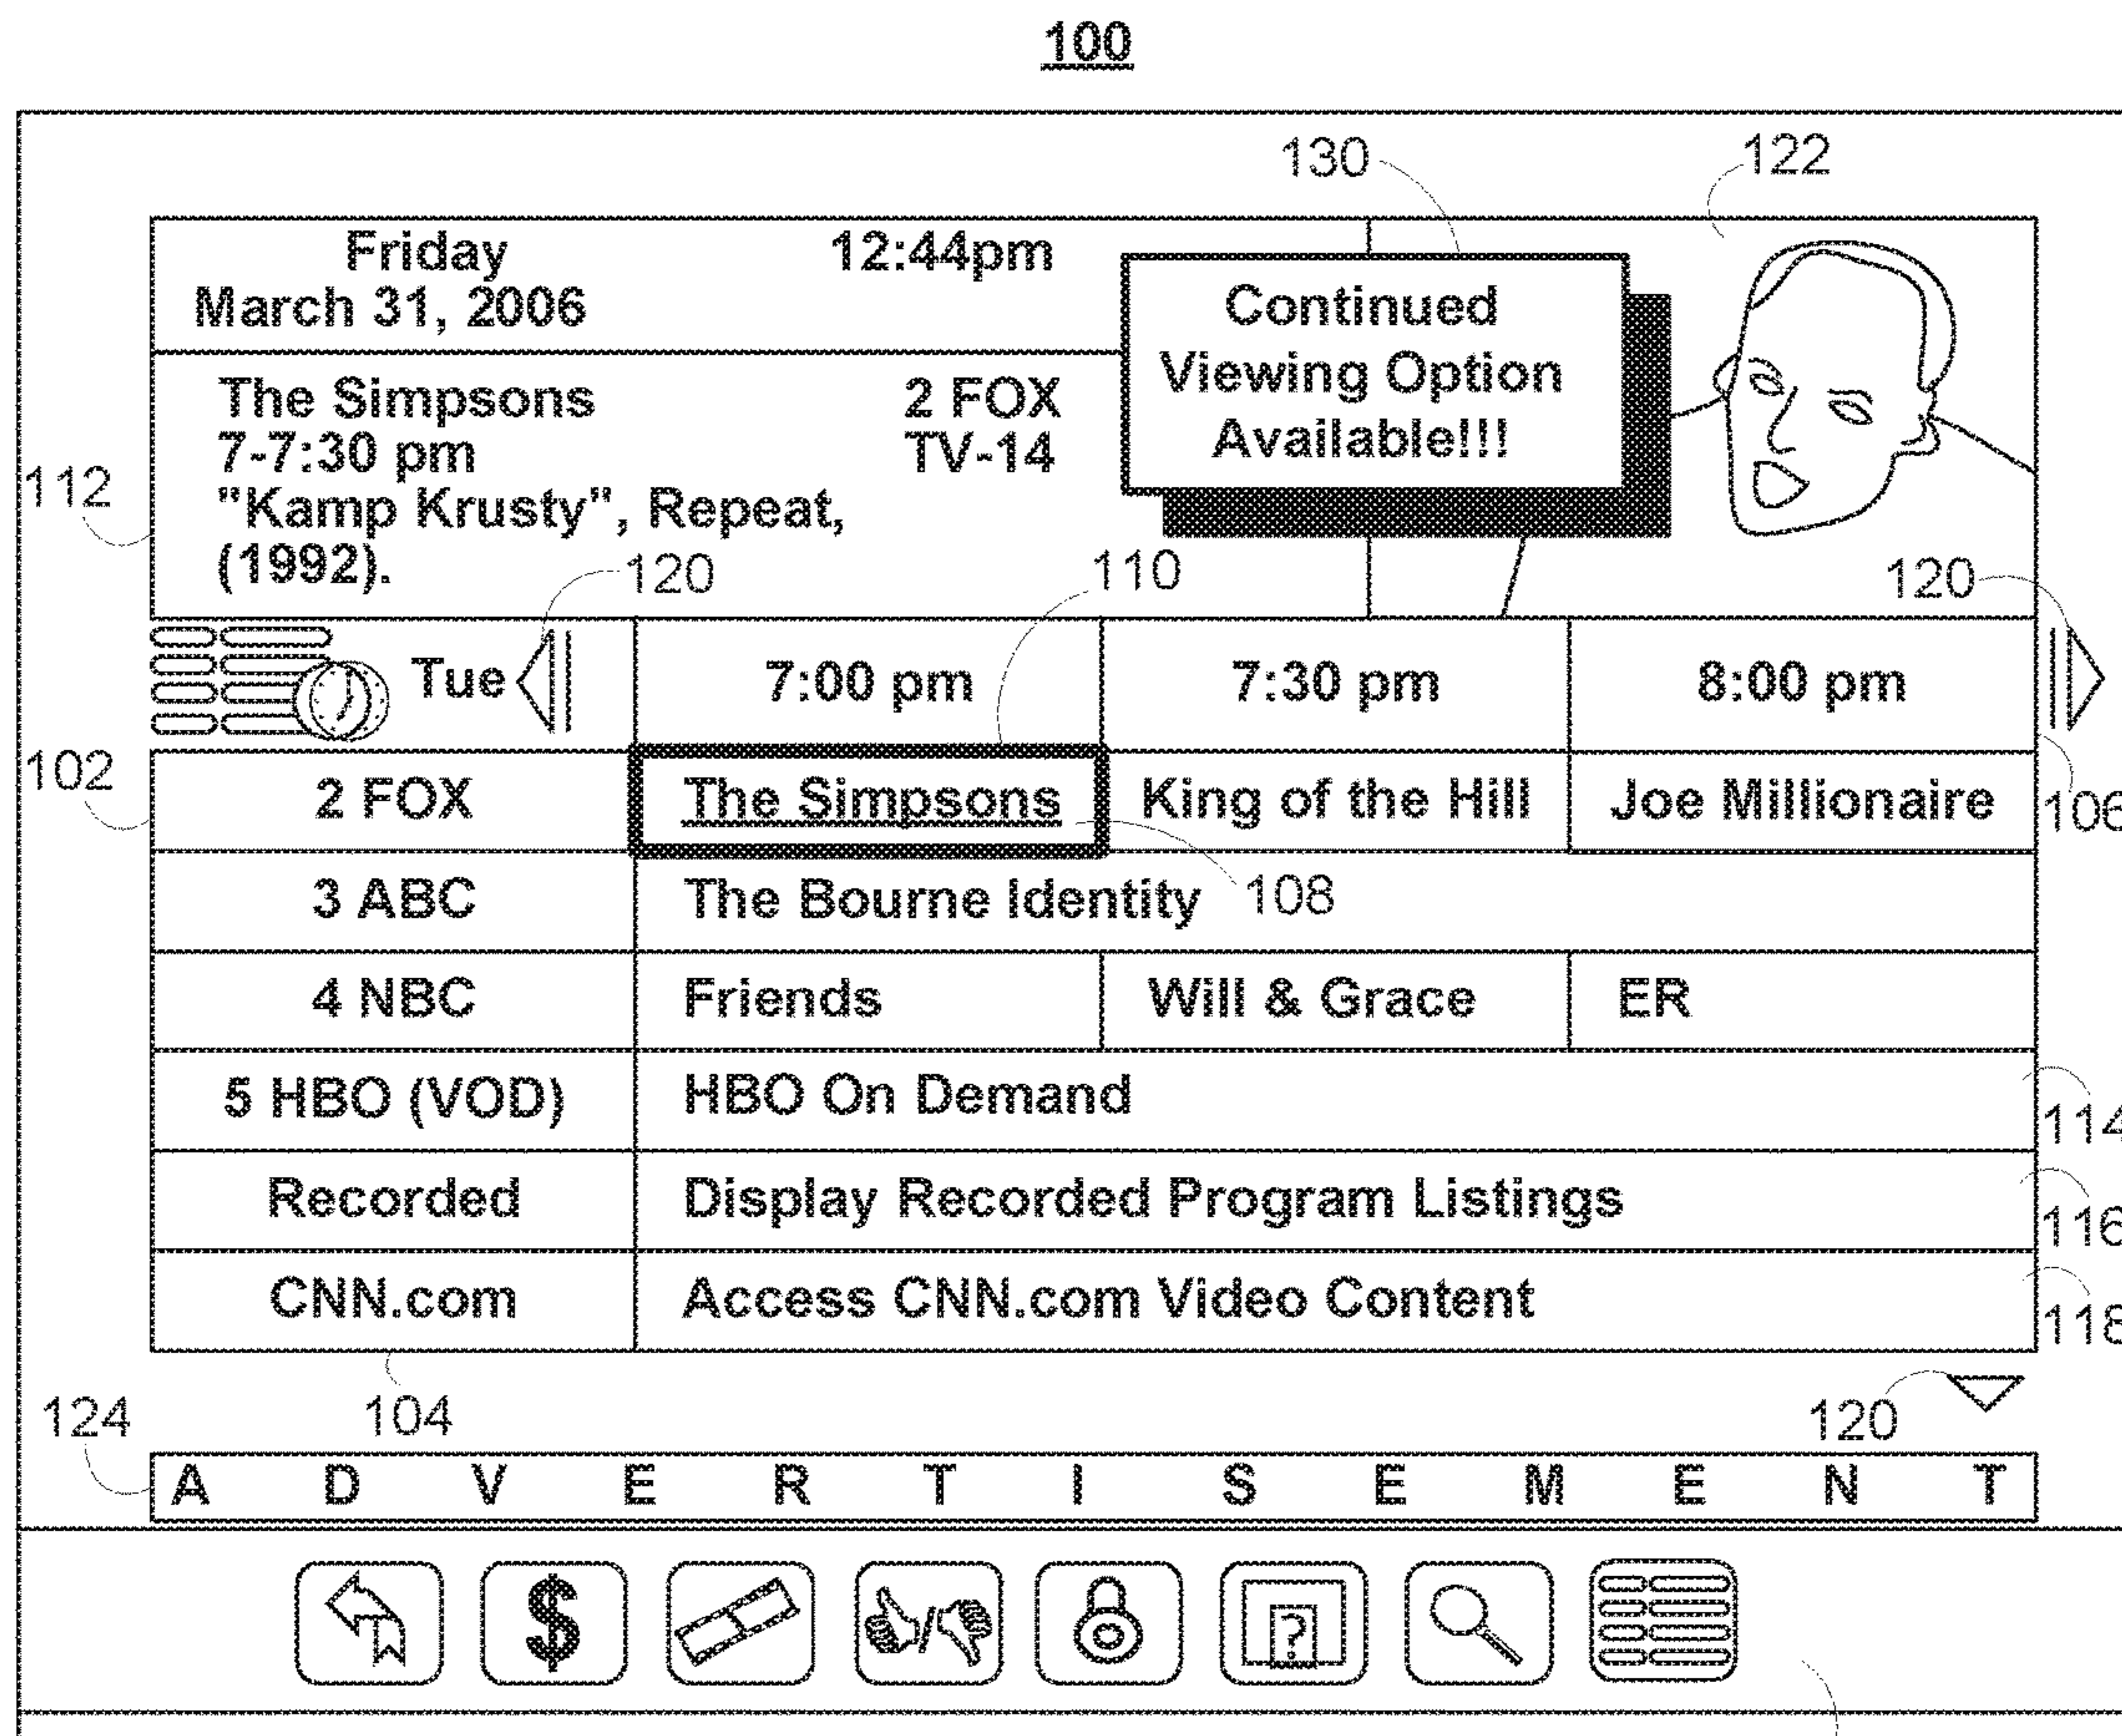 100
130
122
Friday 12:44pm
March 31, 2006
Continued
Viewing Option
Available!!!
The Simpsons 2 FOX
7-7:30 pm TV-14
"Kamp Krusty", Repeat,
(1992).
112
120
110
120
Tue 7:00 pm 7:30 pm 8:00 pm
102
2 FOX The Simpsons King of the Hill Joe Millionaire
106
3 ABC The Bourne Identity
108
4 NBC Friends Will & Grace ER
5 HBO (VOD) HBO On Demand
114
Recorded Display Recorded Program Listings
116
CNN.com Access CNN.com Video Content
118
124
104
120
A D V E R T I S E M E N T
$
/
?